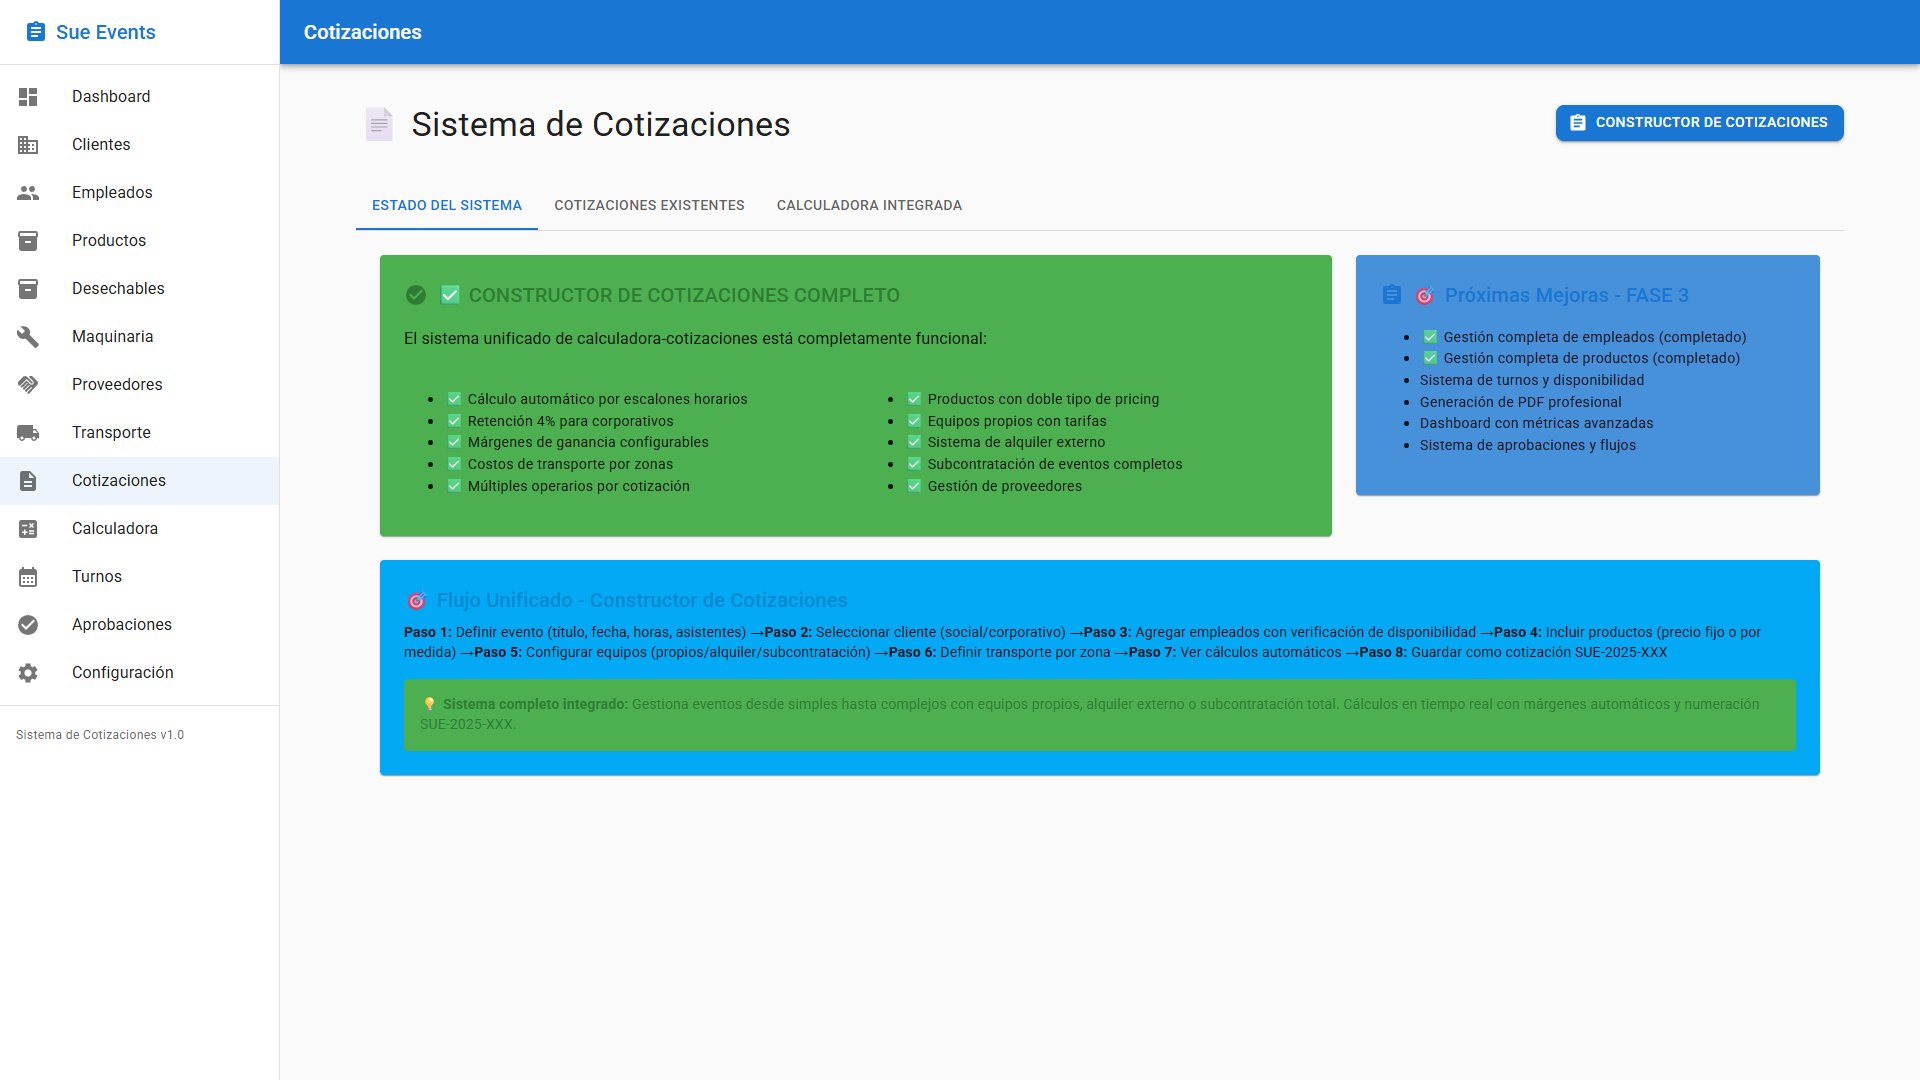 Sue Events
Cotizaciones
Dashboard
Clientes
Empleados
Productos
Desechables
Maquinaria
Proveedores
Transporte
Cotizaciones
Calculadora
Turnos
Aprobaciones
Configuración
Sistema de Cotizaciones v1.0
Sistema de Cotizaciones
CONSTRUCTOR DE COTIZACIONES
ESTADO DEL SISTEMA
COTIZACIONES EXISTENTES
CALCULADORA INTEGRADA
✅ CONSTRUCTOR DE COTIZACIONES COMPLETO
El sistema unificado de calculadora-cotizaciones está completamente funcional:
• ✅ Cálculo automático por escalones horarios
• ✅ Retención 4% para corporativos
• ✅ Márgenes de ganancia configurables
• ✅ Costos de transporte por zonas
• ✅ Múltiples operarios por cotización
• ✅ Productos con doble tipo de pricing
• ✅ Equipos propios con tarifas
• ✅ Sistema de alquiler externo
• ✅ Subcontratación de eventos completos
• ✅ Gestión de proveedores
🎯 Próximas Mejoras - FASE 3
• ✅ Gestión completa de empleados (completado)
• ✅ Gestión completa de productos (completado)
• Sistema de turnos y disponibilidad
• Generación de PDF profesional
• Dashboard con métricas avanzadas
• Sistema de aprobaciones y flujos
🎯 Flujo Unificado - Constructor de Cotizaciones
Paso 1: Definir evento (título, fecha, horas, asistentes) →Paso 2: Seleccionar cliente (social/corporativo) →Paso 3: Agregar empleados con verificación de disponibilidad →Paso 4: Incluir productos (precio fijo o por
medida) →Paso 5: Configurar equipos (propios/alquiler/subcontratación) →Paso 6: Definir transporte por zona →Paso 7: Ver cálculos automáticos →Paso 8: Guardar como cotización SUE-2025-XXX
💡 Sistema completo integrado: Gestiona eventos desde simples hasta complejos con equipos propios, alquiler externo o subcontratación total. Cálculos en tiempo real con márgenes automáticos y numeración
SUE-2025-XXX.